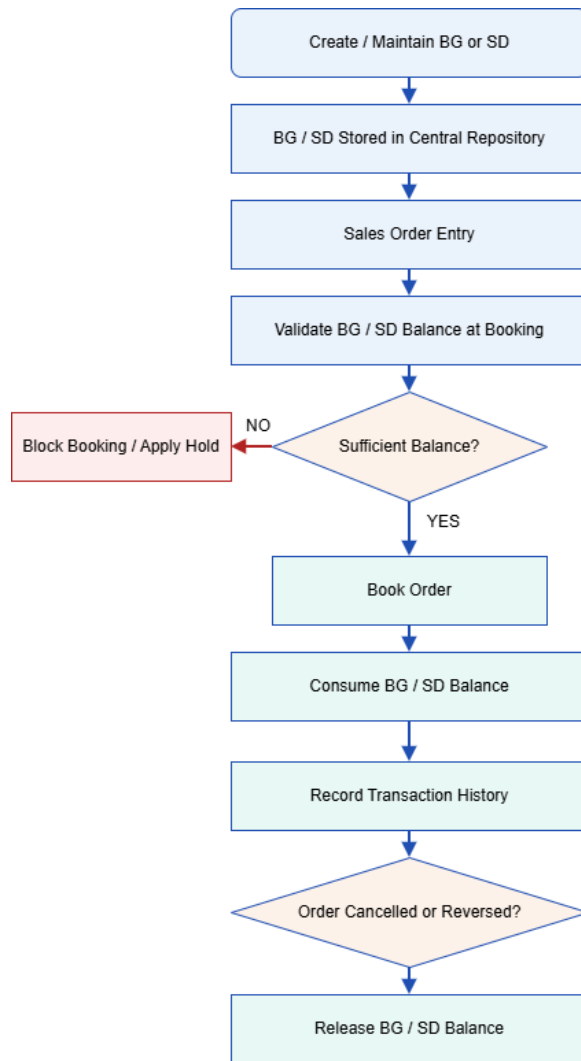 Create / Maintain BG or SD
BG / SD Stored in Central Repository
Sales Order Entry
Validate BG / SD Balance at Booking
Sufficient Balance?
NO
Block Booking / Apply Hold
YES
Book Order
Consume BG / SD Balance
Record Transaction History
Order Cancelled or Reversed?
Release BG / SD Balance